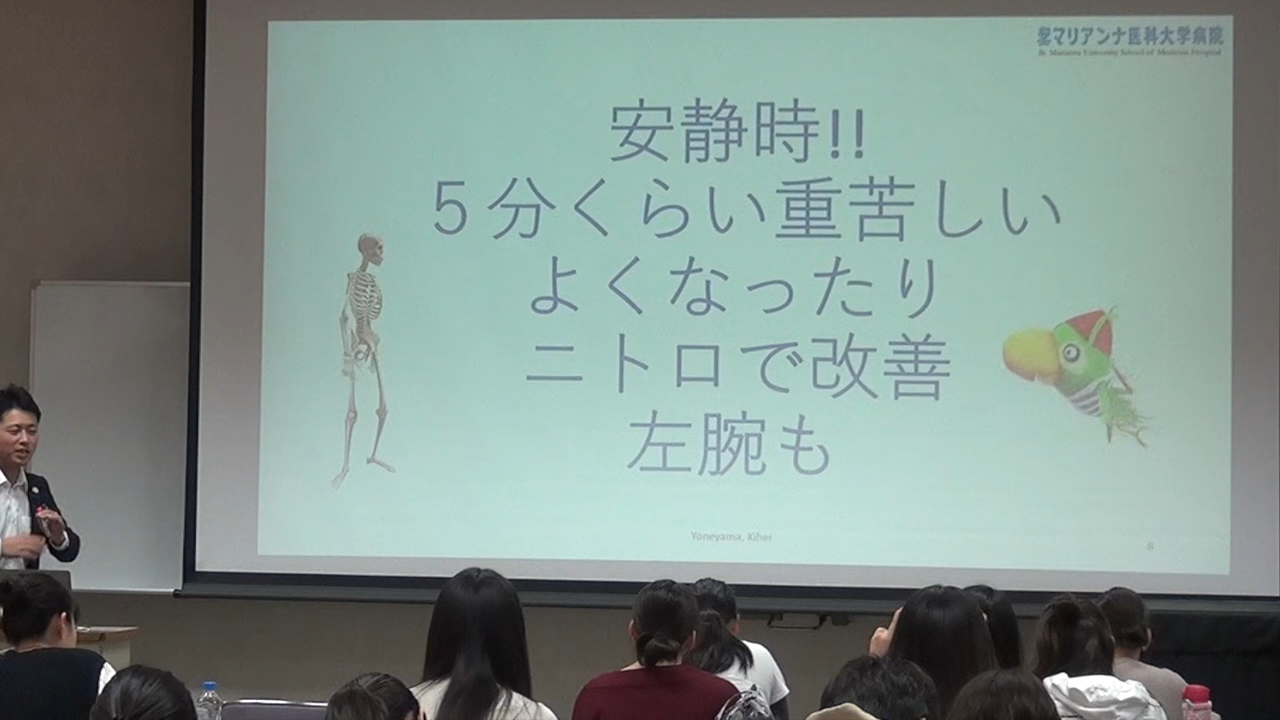 聖マリアンナ医科大学病院
St. Marianna University School of Medicine Hospital
安静時!!
５分くらい重苦しい
よくなったり
ニトロで改善
左腕も
Yoneyama, Kihei
8